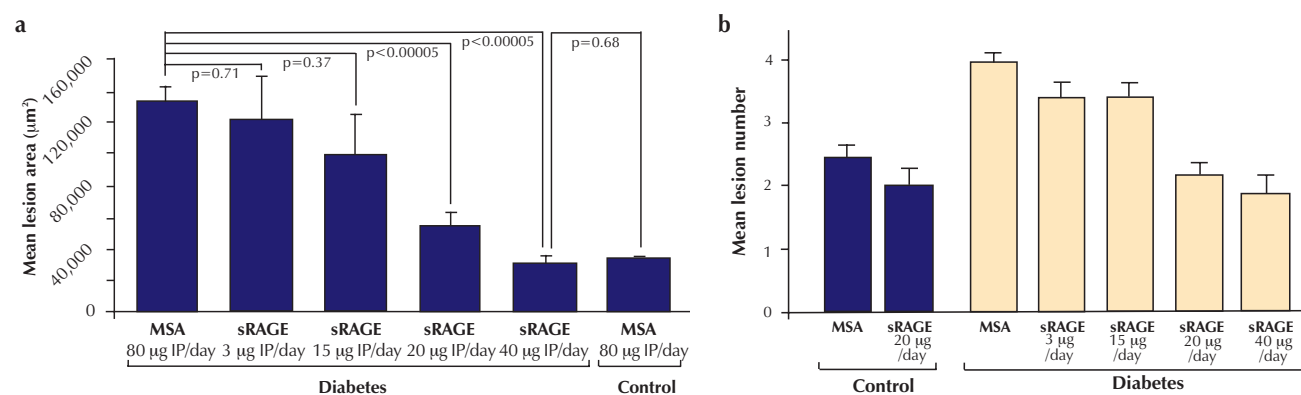 a
p<0.00005
p=0.68
p<0.00005
p=0.37
p=0.71
Mean lesion area (µm²)
160,000
120,000
80,000
40,000
0
MSA sRAGE sRAGE sRAGE sRAGE MSA
80 µg IP/day 3 µg IP/day 15 µg IP/day 20 µg IP/day 40 µg IP/day 80 µg IP/day
Diabetes Control
b
Mean lesion number
4
3
2
1
0
MSA sRAGE MSA sRAGE sRAGE sRAGE sRAGE
20 µg 3 µg 15 µg 20 µg 40 µg
/day /day /day /day /day
Control Diabetes